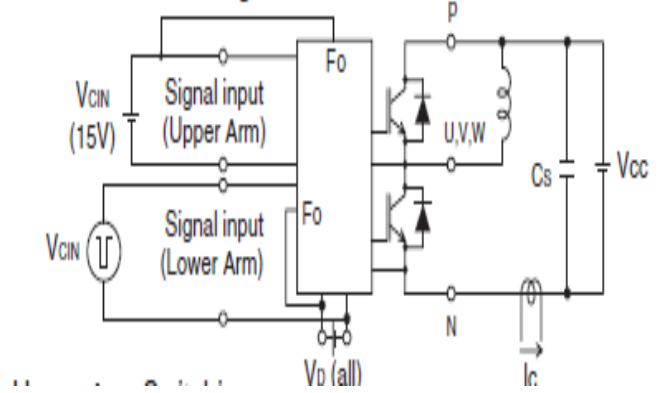 P
Fo
VCIN
(15V)
Signal input
(Upper Arm)
U,V,W
Cs
Vcc
Fo
VCIN
Signal input
(Lower Arm)
N
VD (all)
Ic